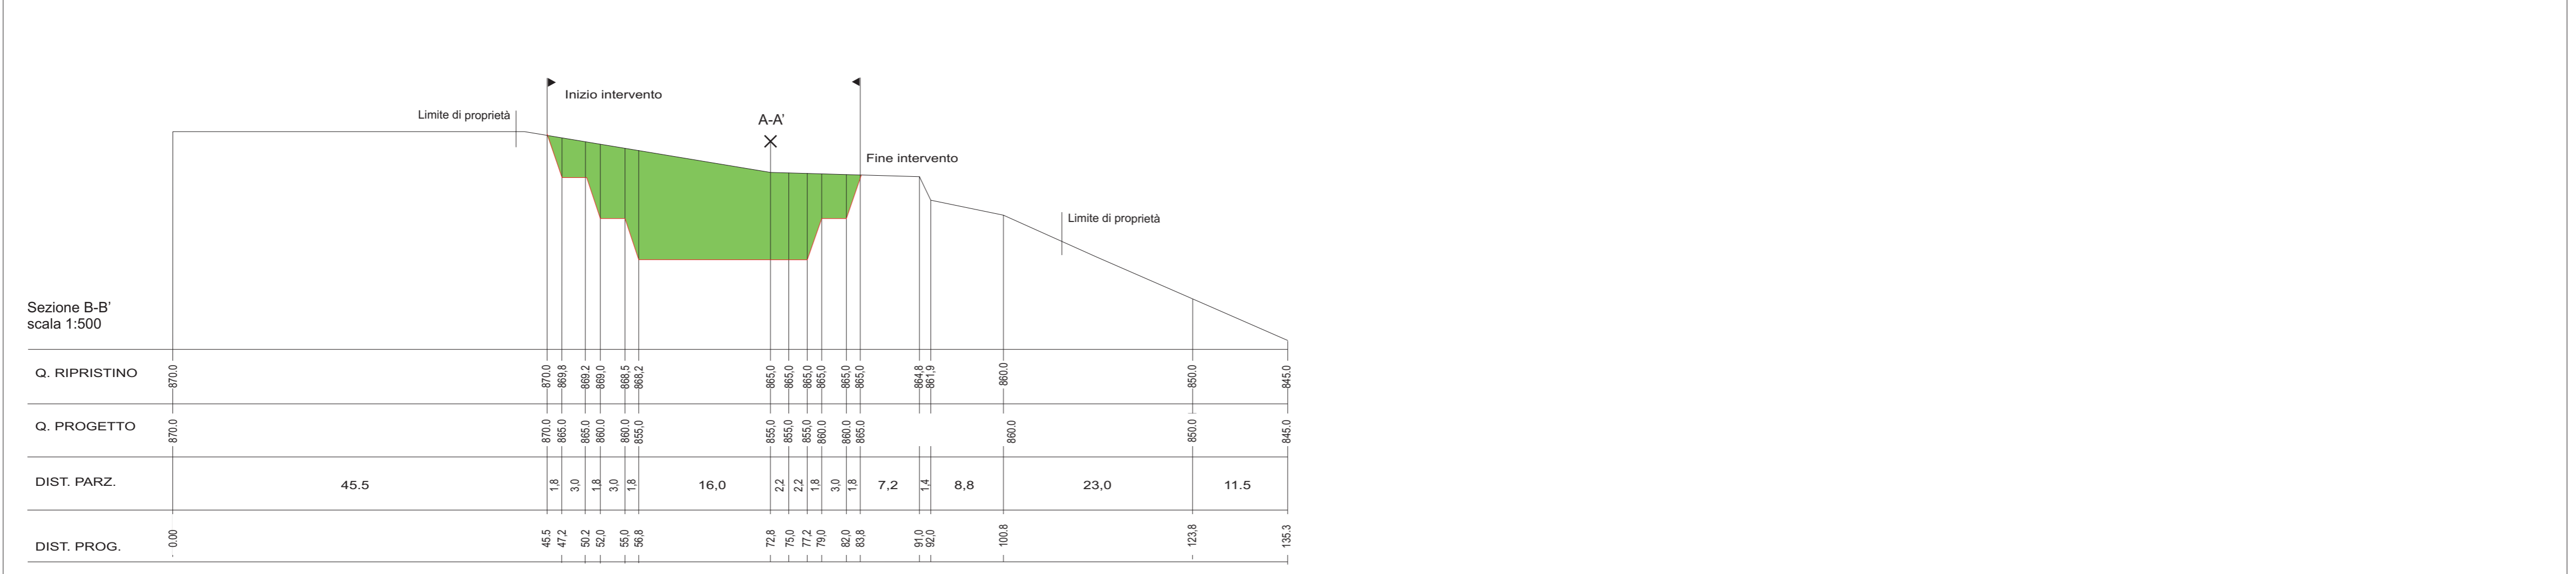 Inizio intervento
Limite di proprietà
A-A’
Fine intervento
Limite di proprietà
Sezione B-B’
scala 1:500
Q. RIPRISTINO 870.0 870.0 869,8 869.2 869,0 868,5 868,2 865,0 865,0 865,0 865,0 865,0 865,0 864,8 861,9 860.0 850.0 845.0
Q. PROGETTO 870.0 870.0 865.0 865.0 860.0 860.0 855,0 855,0 855,0 855,0 860.0 860.0 865.0 860.0 850.0 845.0
DIST. PARZ. 45.5 1,8 3,0 1,8 3,0 1,8 16,0 2,2 2,2 1,8 3,0 1,8 7,2 1,4 8,8 23,0 11.5
DIST. PROG. 0.00 45.5 47,2 50.2 52,0 55,0 56,8 72,8 75,0 77,2 79,0 82,0 83,8 91,0 92,0 100.8 123,8 135.3